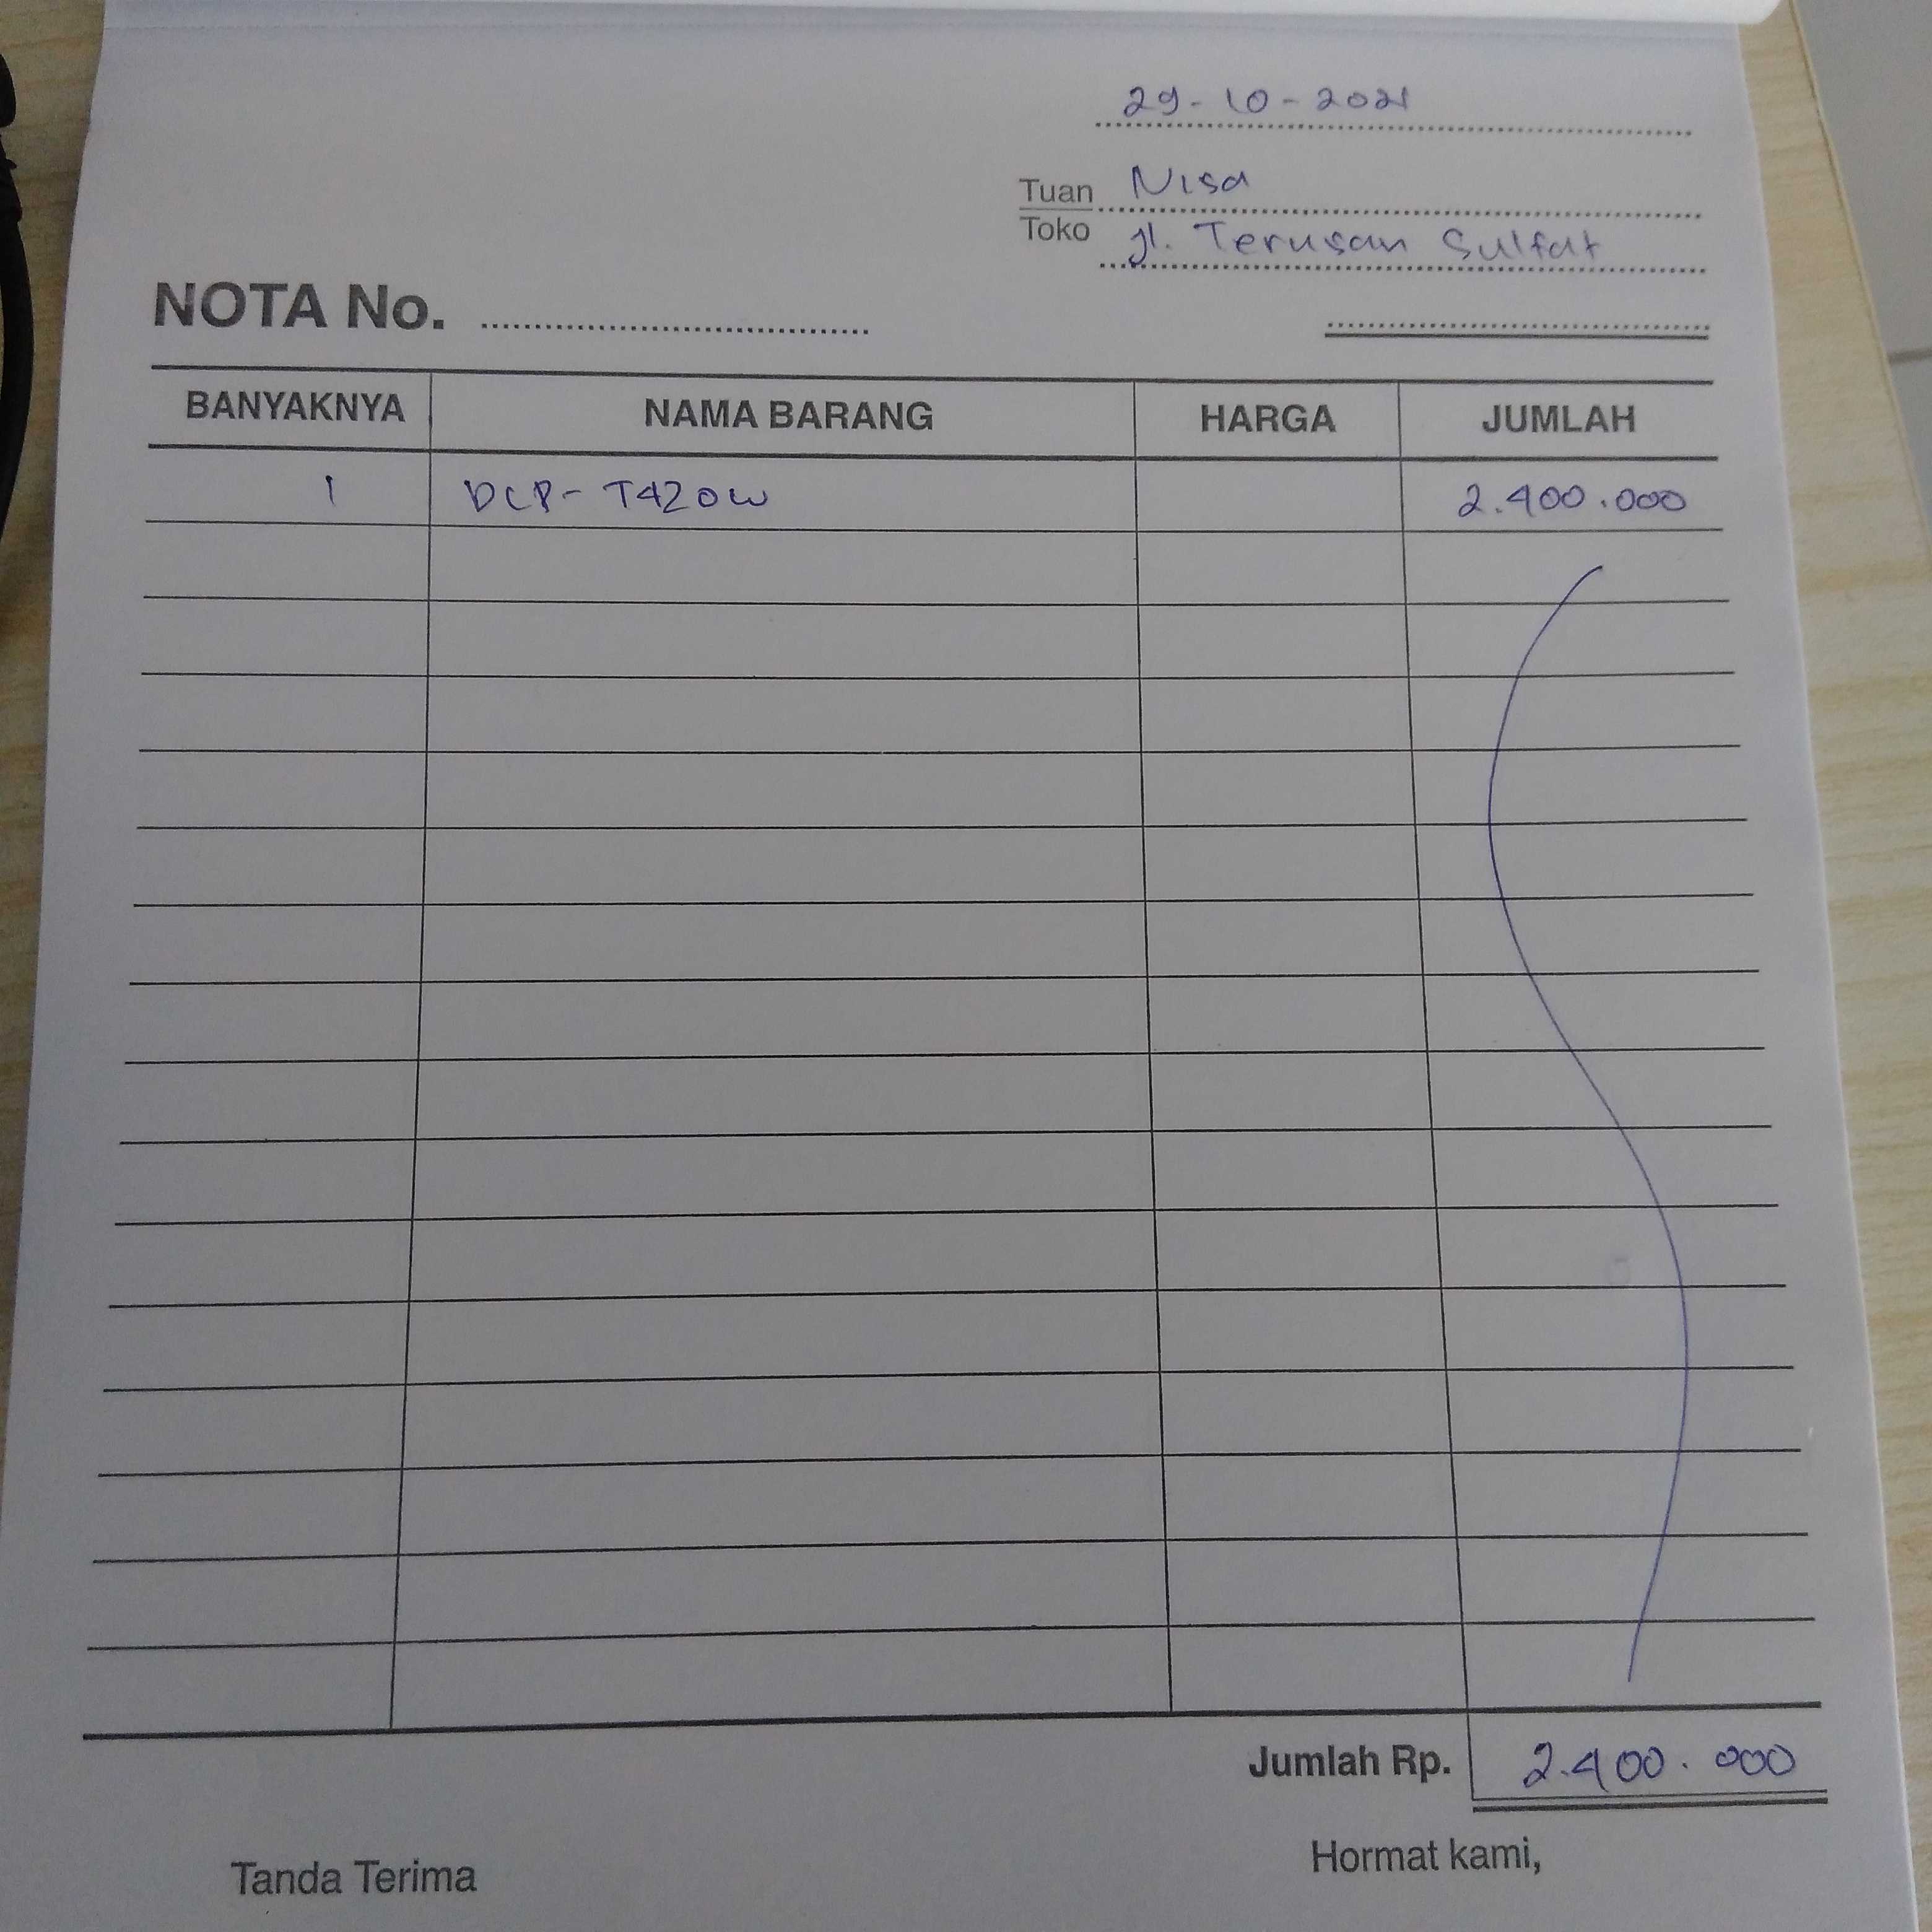 29-10-2021
Tuan Nisa
Toko Jl. Terusan Sulfat
NOTA No.
BANYAKNYA NAMA BARANG HARGA JUMLAH
1 DCP-T420W 2.400.000
Jumlah Rp. 2.400.000
Tanda Terima Hormat kami,